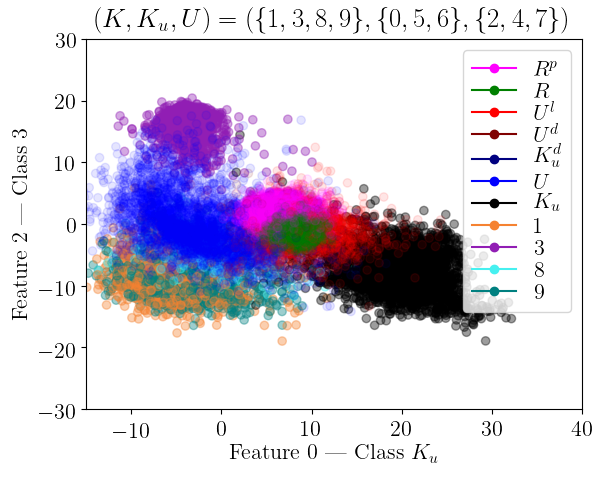 (K, K_u, U) = ({1, 3, 8, 9}, {0, 5, 6}, {2, 4, 7})
30
20
10
0
−10
−20
−30
Feature 2 — Class 3
−10
0
10
20
30
40
Feature 0 — Class K_u
R^p
R
U^l
U^d
K_u^d
U
K_u
1
3
8
9